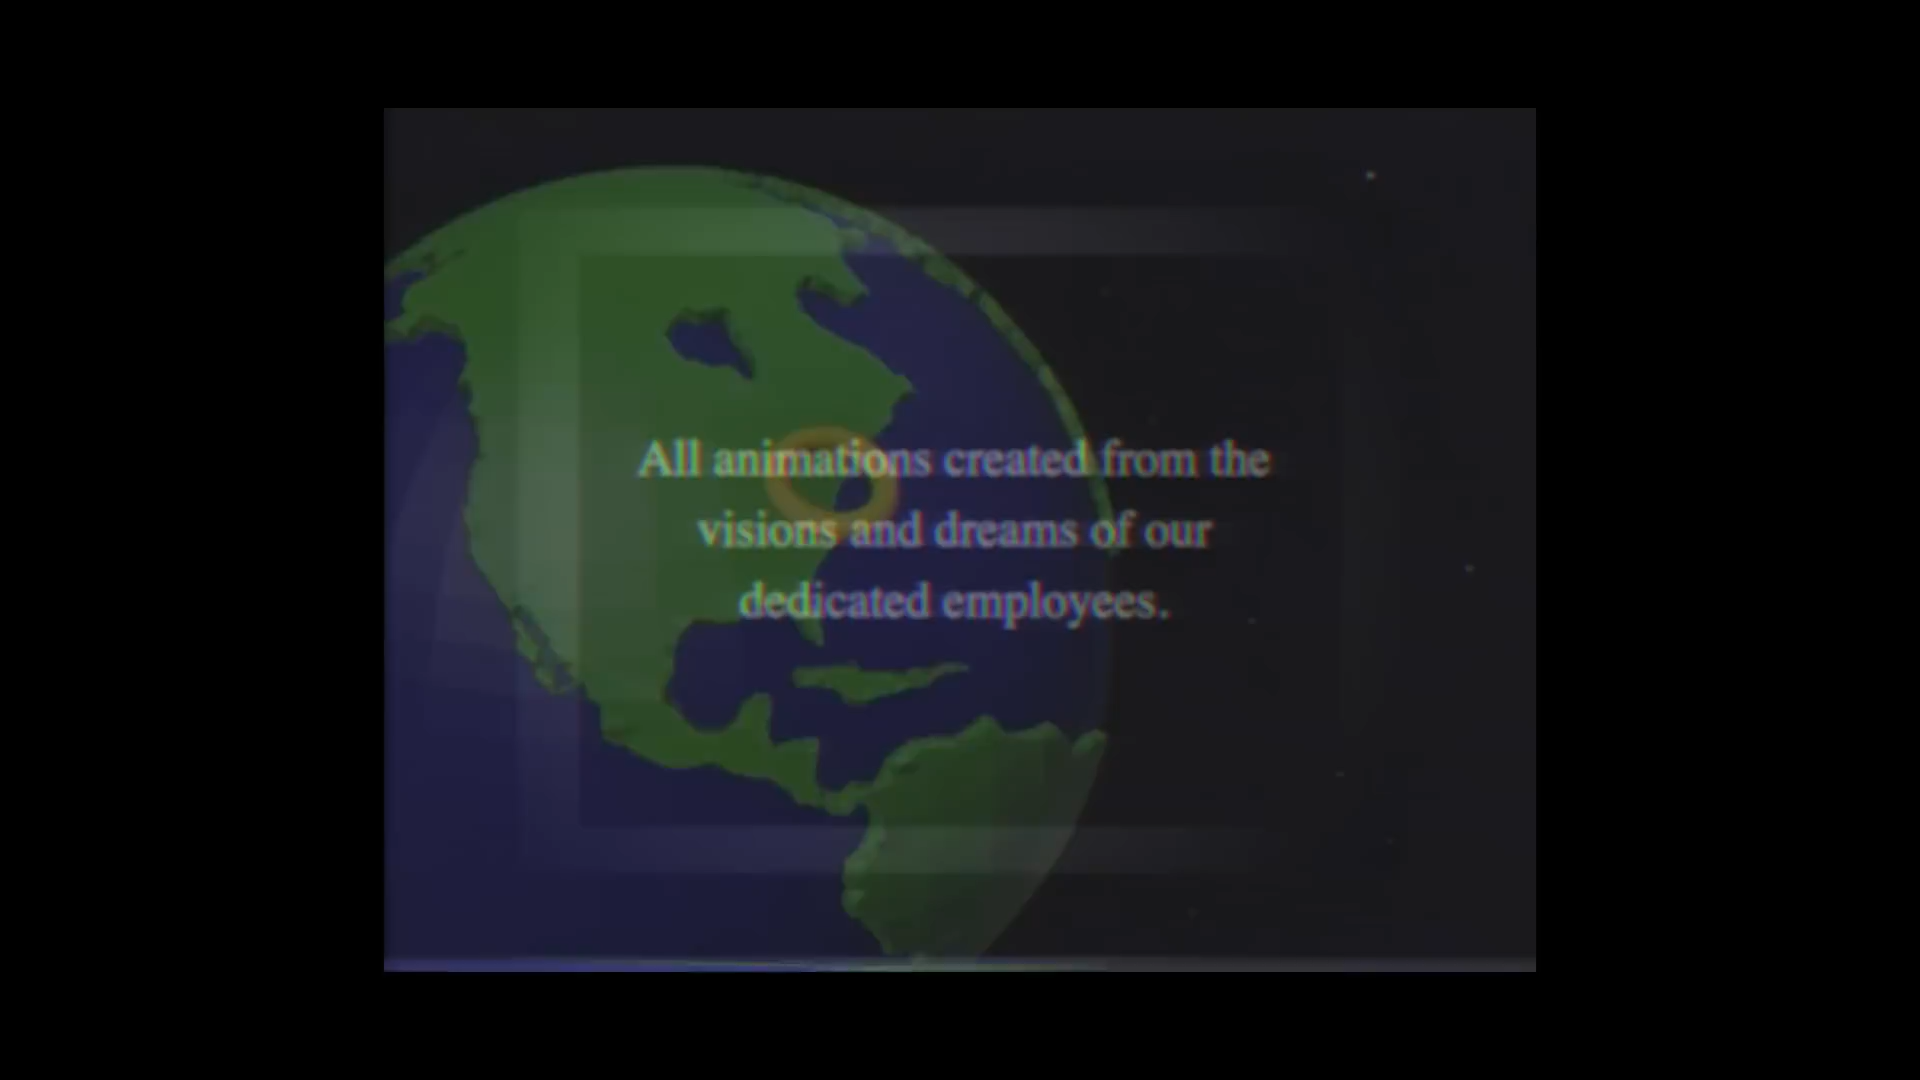 All animations created from the
visions and dreams of our
dedicated employees.